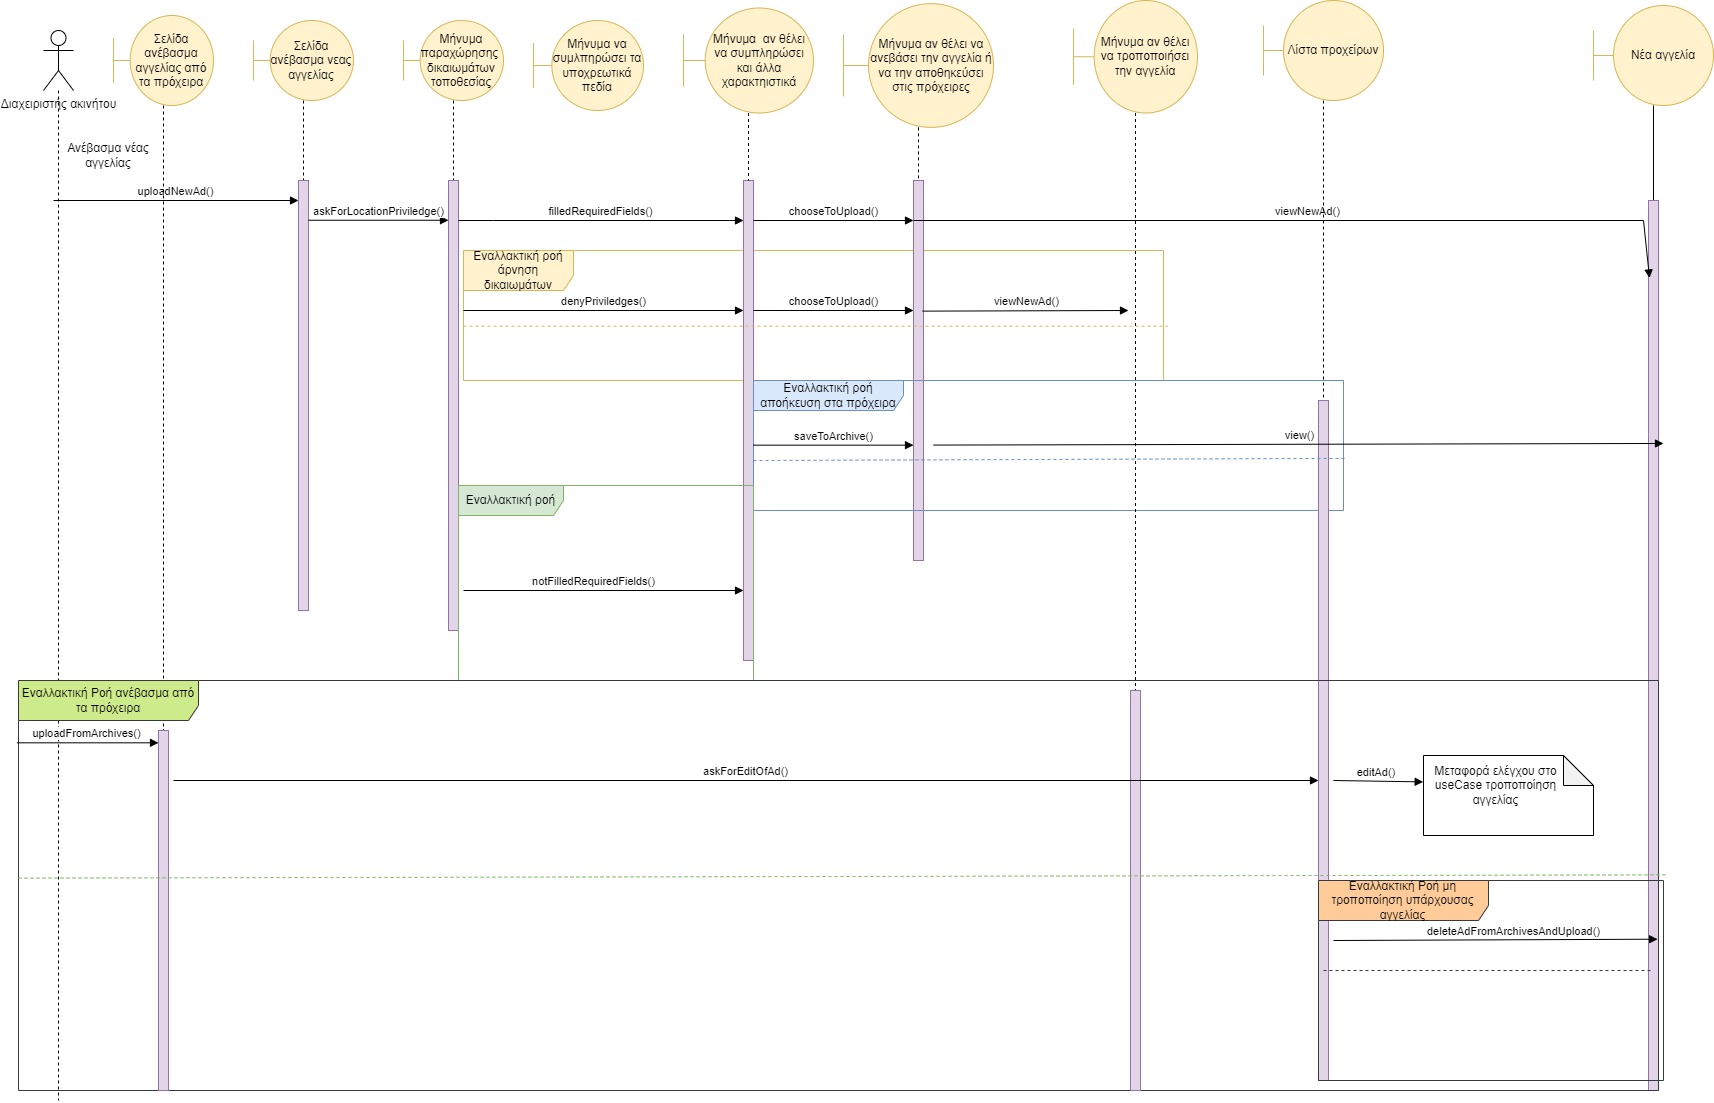 Διαχειριστής ακινήτου
Σελίδα
ανέβασμα
αγγελίας από
τα πρόχειρα
Σελίδα
ανέβασμα νεας
αγγελίας
Μήνυμα
παραχώρησης
δικαιωμάτων
τοποθεσίας
Μήνυμα να
συμλπηρώσει τα
υποχρεωτικά
πεδία
Μήνυμα  αν θέλει
να συμπληρώσει
και άλλα
χαρακτηιστικά
Μήνυμα αν θέλει να
ανεβάσει την αγγελία ή
να την αποθηκεύσει
στις πρόχειρες
Μήνυμα αν θέλει
να τροποποιήσει
την αγγελία
Λίστα προχείρων
Νέα αγγελία
Ανέβασμα νέας
αγγελίας
uploadNewAd()
askForLocationPriviledge()
filledRequiredFields()
chooseToUpload()
viewNewAd()
Εναλλακτική ροή
άρνηση
δικαιωμάτων
denyPriviledges()
chooseToUpload()
viewNewAd()
Εναλλακτική ροή
αποήκευση στα πρόχειρα
saveToArchive()
view()
Εναλλακτική ροή
notFilledRequiredFields()
Εναλλακτική Ροή ανέβασμα από
τα πρόχειρα
uploadFromArchives()
askForEditOfAd()
editAd()
Μεταφορά ελέγχου στο
useCase τροποποίηση
αγγελίας
Εναλλακτική Ροή μη
τροποποίηση υπάρχουσας
αγγελίας
deleteAdFromArchivesAndUpload()